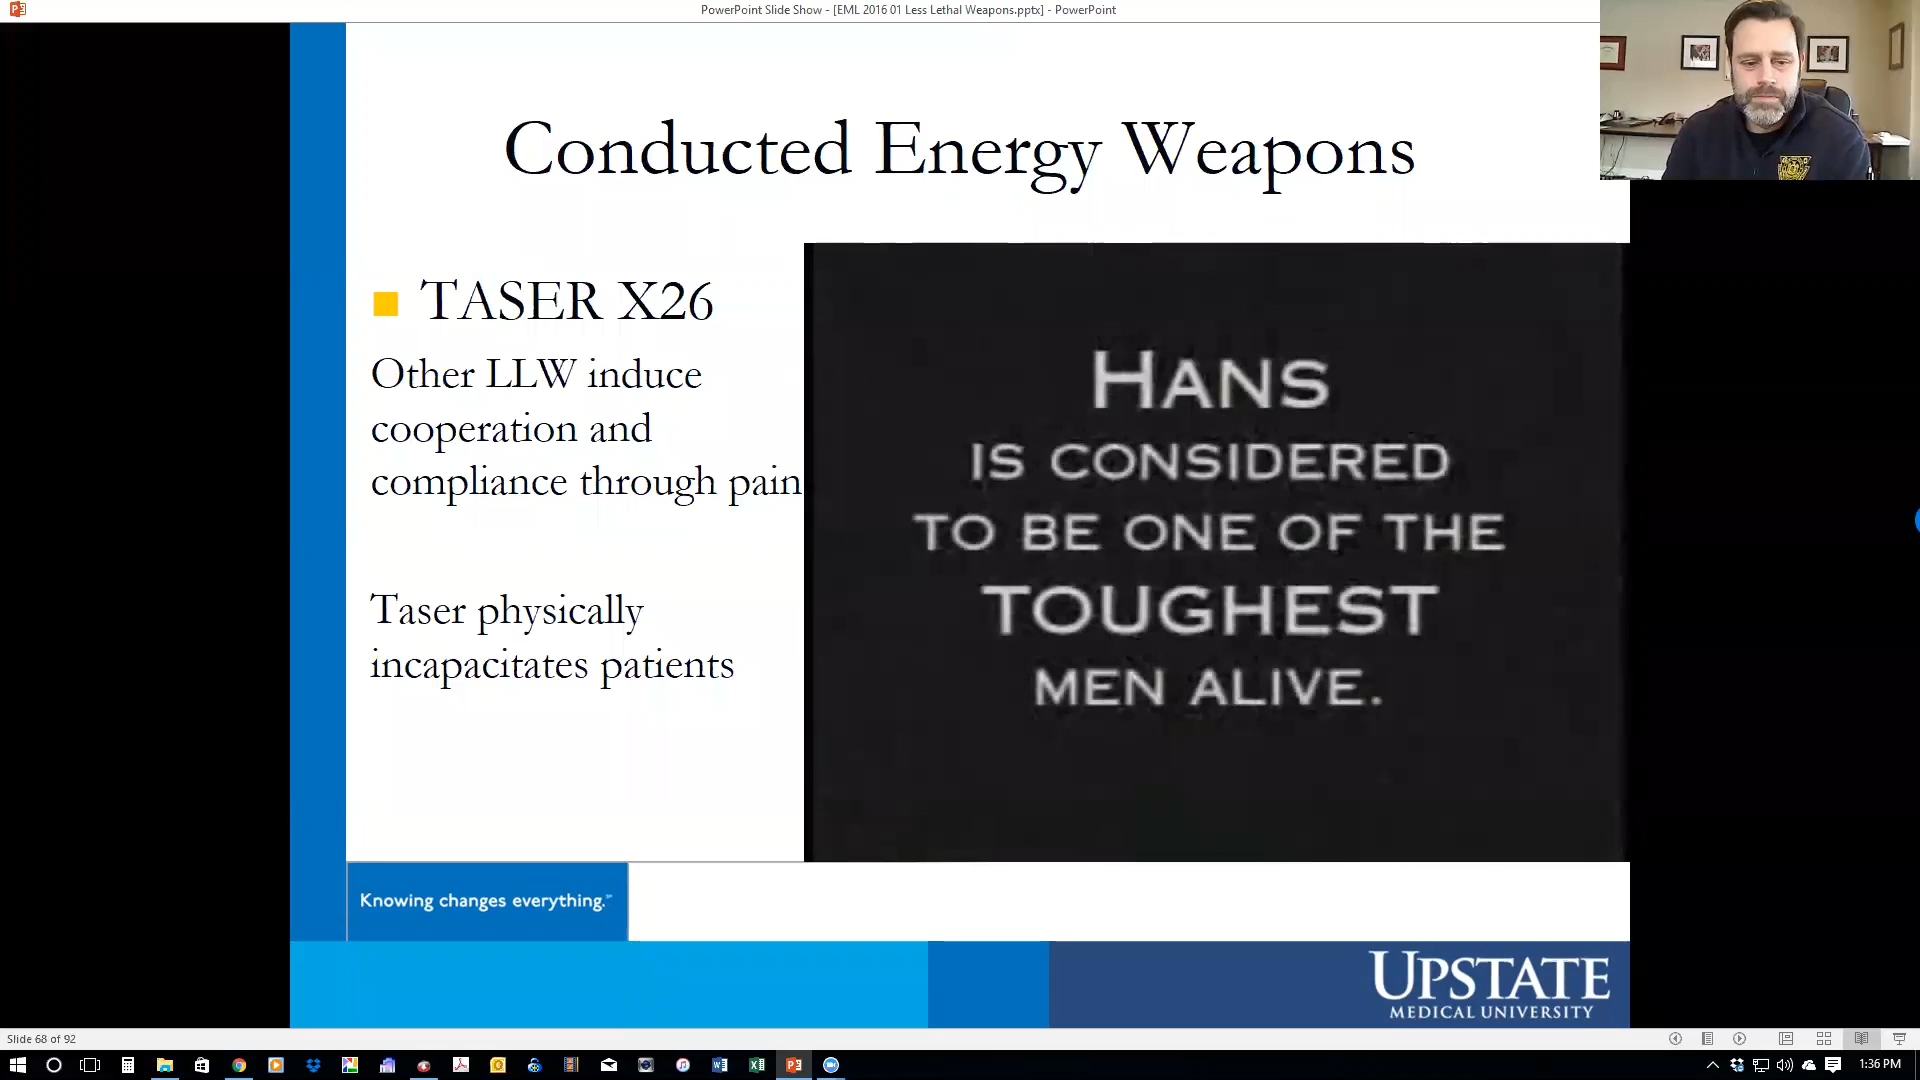 PowerPoint Slide Show - [EML 2016 01 Less Lethal Weapons.pptx] - PowerPoint
Conducted Energy Weapons
TASER X26
Other LLW induce
cooperation and
compliance through pain
Taser physically
incapacitates patients
HANS
IS CONSIDERED
TO BE ONE OF THE
TOUGHEST
MEN ALIVE.
Knowing changes everything.℠
UPSTATE
MEDICAL UNIVERSITY
Slide 68 of 92
1:36 PM